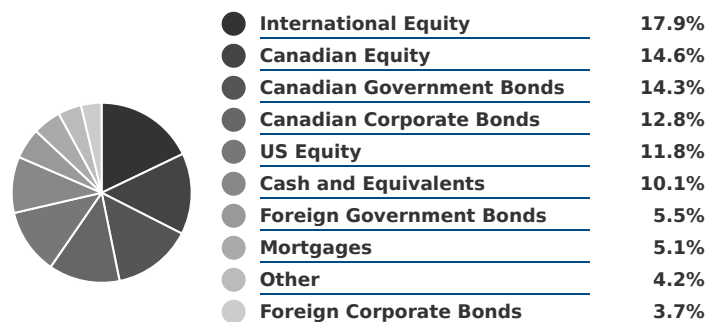 International Equity 17.9%
Canadian Equity 14.6%
Canadian Government Bonds 14.3%
Canadian Corporate Bonds 12.8%
US Equity 11.8%
Cash and Equivalents 10.1%
Foreign Government Bonds 5.5%
Mortgages 5.1%
Other 4.2%
Foreign Corporate Bonds 3.7%